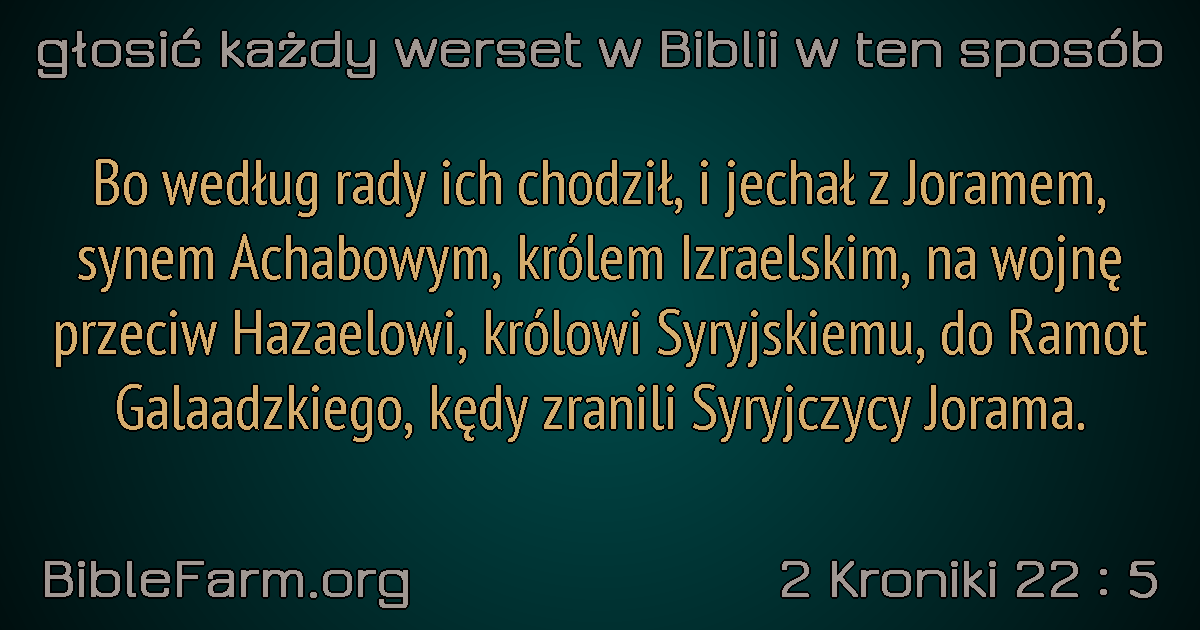 głosić każdy werset w Biblii w ten sposób
Bo według rady ich chodził, i jechał z Joramem,
synem Achabowym, królem Izraelskim, na wojnę
przeciw Hazaelowi, królowi Syryjskiemu, do Ramot
Galaadzkiego, kędy zranili Syryjczycy Jorama.
BibleFarm.org
2 Kroniki 22 : 5